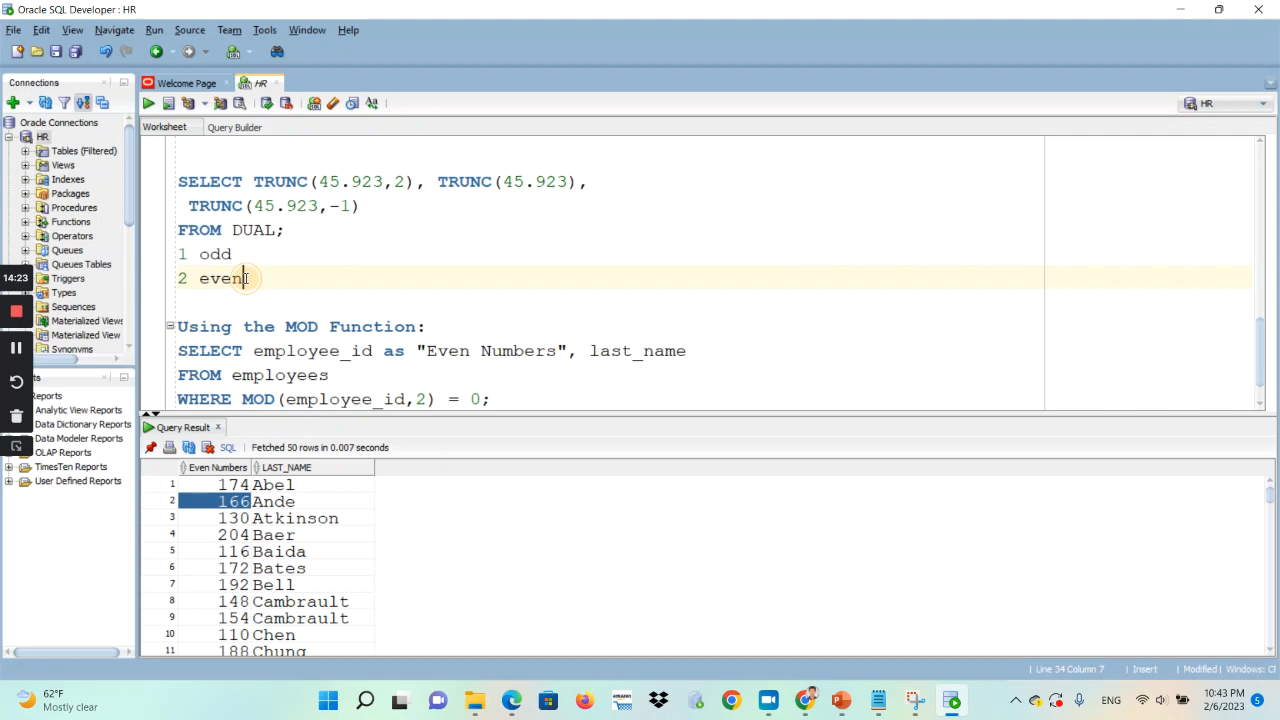 Oracle SQL Developer : HR
File Edit View Navigate Run Source Team Tools Window Help
Connections
Welcome Page
HR
HR
Oracle Connections
HR
Tables (Filtered)
Views
Indexes
Packages
Procedures
Functions
Operators
Queues
Queues Tables
Triggers
Types
Sequences
Materialized Views
Materialized View
Synonyms
14:23
Worksheet Query Builder
SELECT TRUNC(45.923,2), TRUNC(45.923),
TRUNC(45.923,-1)
FROM DUAL;
1 odd
2 even
Using the MOD Function:
SELECT employee_id as "Even Numbers", last_name
FROM employees
WHERE MOD(employee_id,2) = 0;
Analytic View Reports
Data Dictionary Reports
Data Modeler Reports
OLAP Reports
TimesTen Reports
User Defined Reports
Query Result
SQL Fetched 50 rows in 0.007 seconds
Even Numbers LAST_NAME
1 174 Abel
2 166 Ande
3 130 Atkinson
4 204 Baer
5 116 Baida
6 172 Bates
7 192 Bell
8 148 Cambrault
9 154 Cambrault
10 110 Chen
11 188 Chung
Line 34 Column 7 Insert Modified Windows: C
62°F
Mostly clear
amazon
ENG
10:43 PM
2/6/2023
5